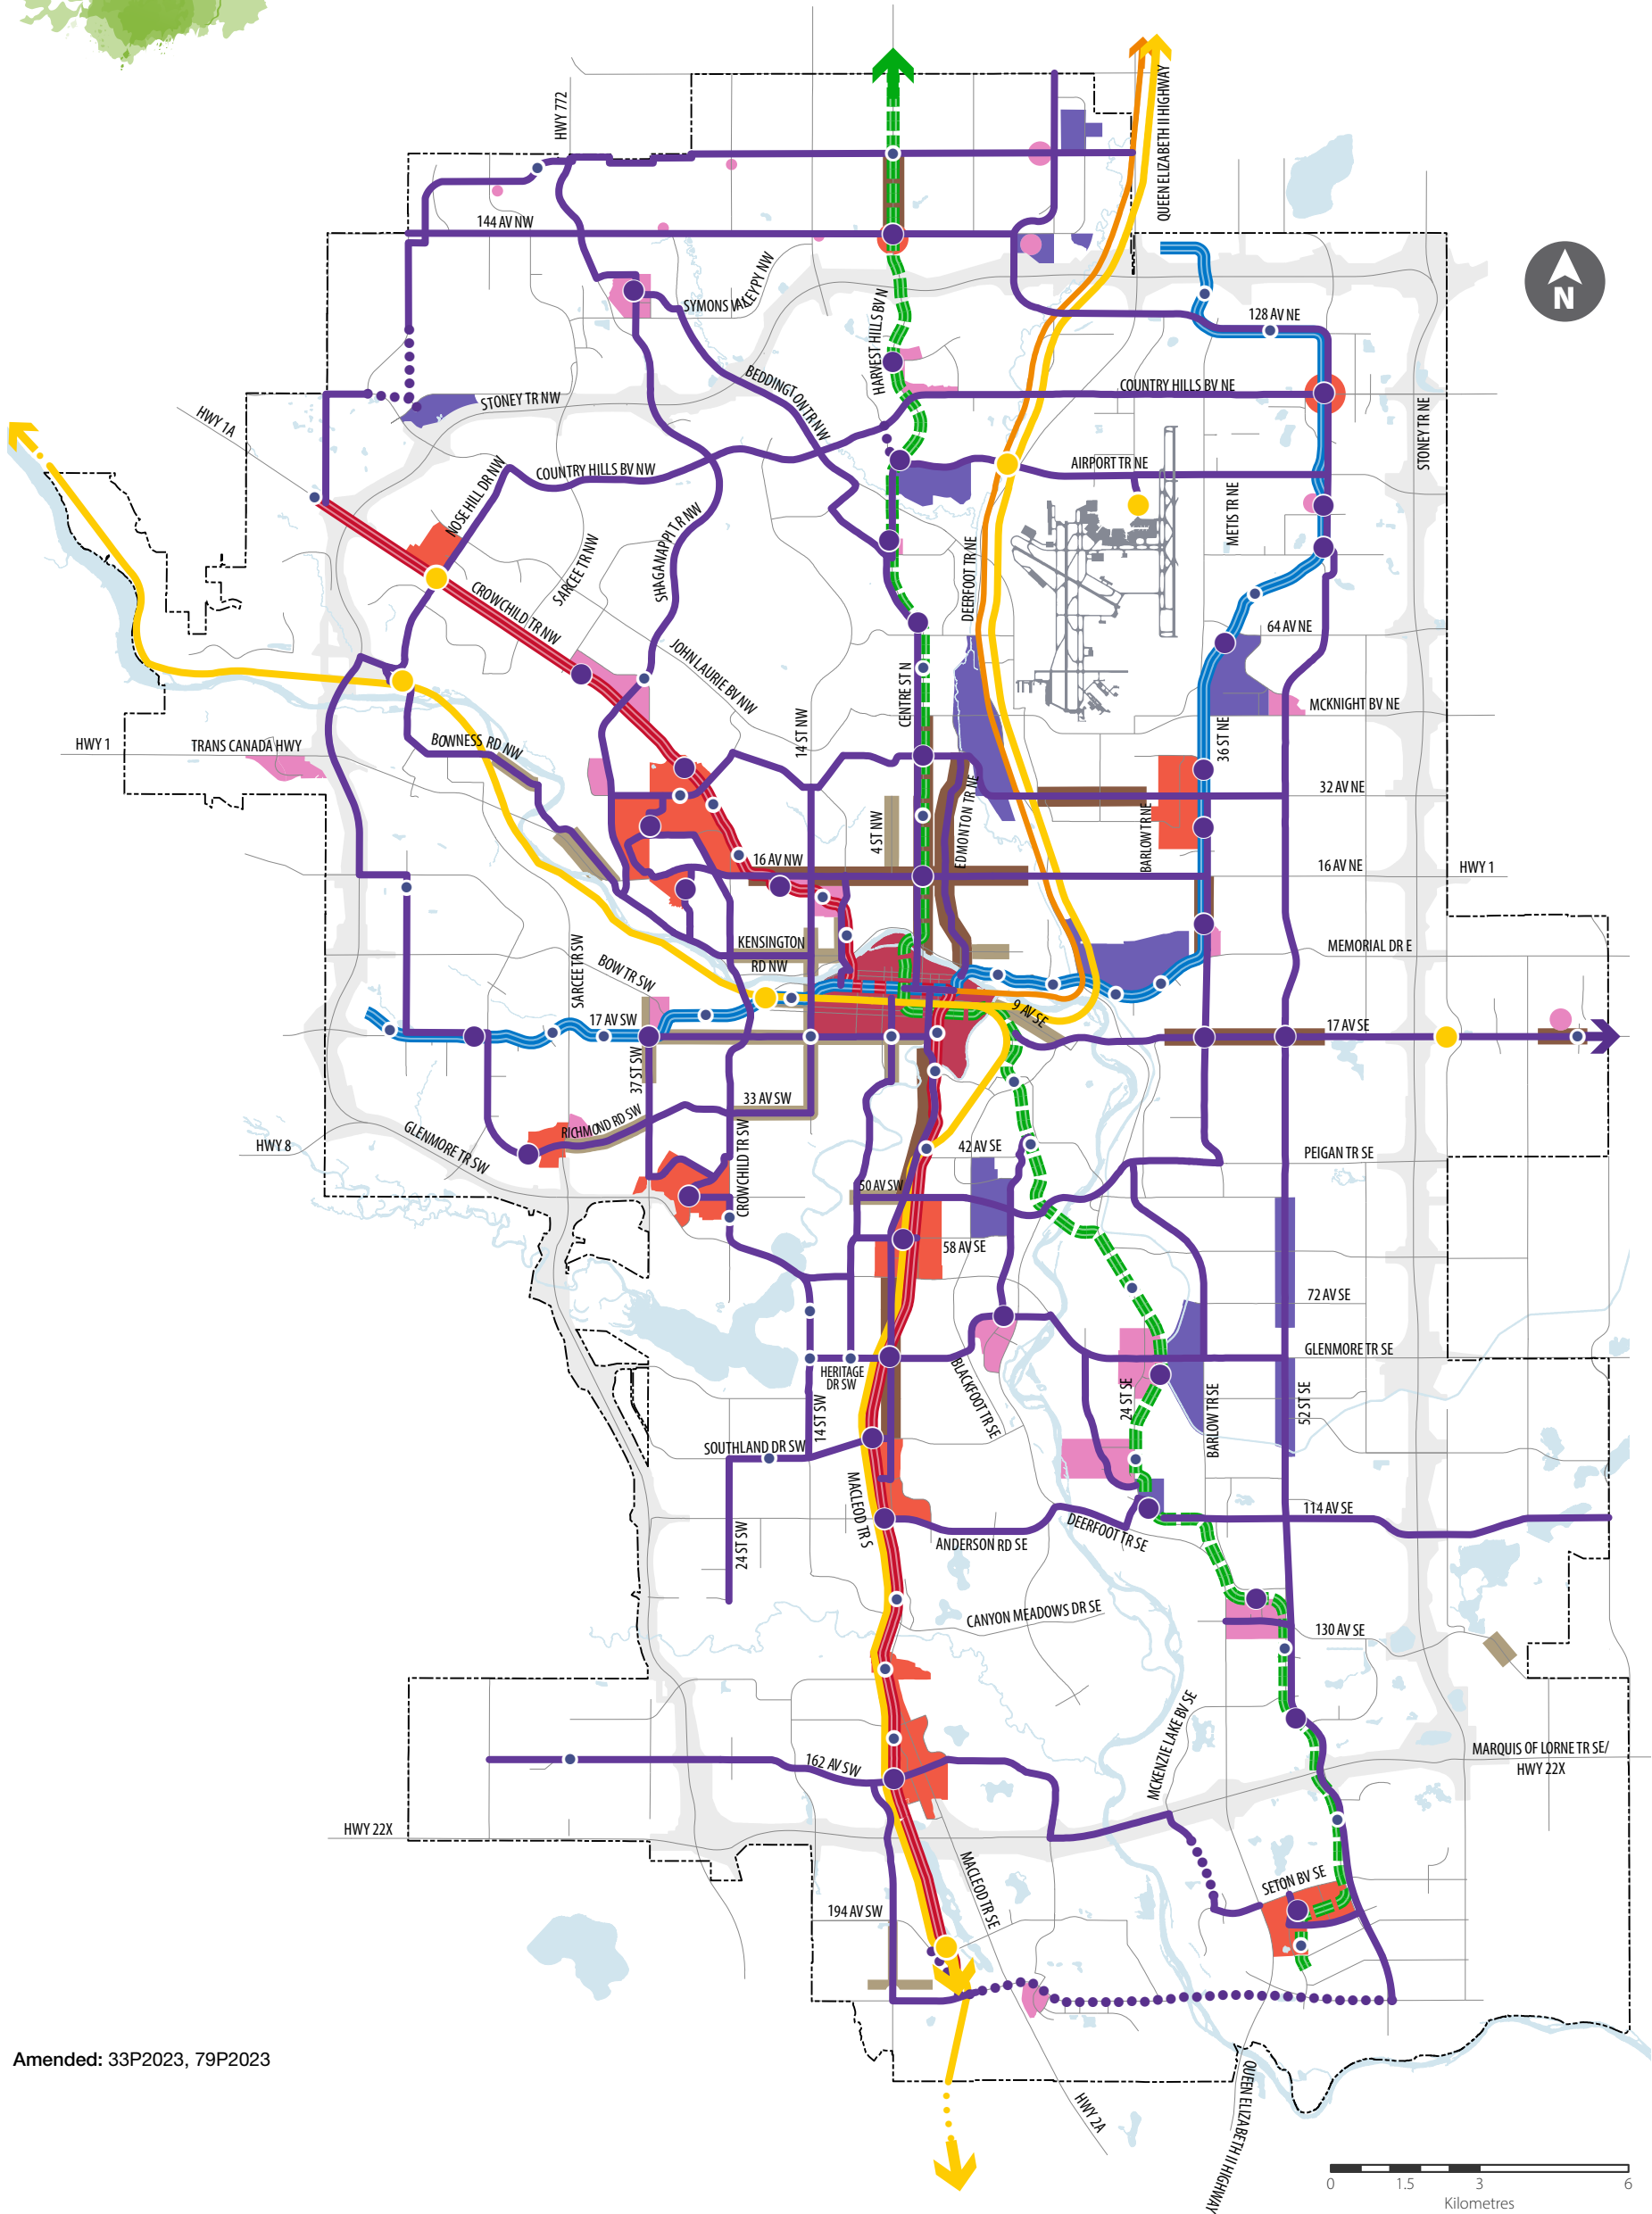 HWY 772
QUEEN ELIZABETH II HIGHWAY
144 AV NW
N
SYMONS VALLEY PY NW
HARVEST HILLS BV N
128 AV NE
BEDDINGTON TR NW
COUNTRY HILLS BV NE
STONEY TR NW
STONEY TR NE
HWY 1A
NOSE HILL DR NW
COUNTRY HILLS BV NW
AIRPORT TR NE
METIS TR NE
SHAGANAPPI TR NW
SARCEE TR NW
DEERFOOT TR NE
CROWCHILD TR NW
64 AV NE
JOHN LAURIE BV NW
CENTRE ST N
MCKNIGHT BV NE
HWY 1
TRANS CANADA HWY
BOWNESS RD NW
14 ST NW
36 ST NE
32 AV NE
4 ST NW
EDMONTON TR NE
BARLOW TR NE
16 AV NW
16 AV NE
HWY 1
KENSINGTON
RD NW
MEMORIAL DR E
SARCEE TR SW
BOW TR SW
17 AV SW
9 AV SE
17 AV SE
37 ST SW
33 AV SW
RICHMOND RD SW
HWY 8
GLENMORE TR SW
CROWCHILD TR SW
42 AV SE
PEIGAN TR SE
50 AV SW
58 AV SE
72 AV SE
GLENMORE TR SE
HERITAGE
DR SW
BLACKFOOT TR SE
24 ST SE
BARLOW TR SE
52 ST SE
14 ST SW
SOUTHLAND DR SW
MACLEOD TR S
24 ST SW
ANDERSON RD SE
DEERFOOT TR SE
114 AV SE
CANYON MEADOWS DR SE
130 AV SE
MCKENZIE LAKE BV SE
162 AV SW
MARQUIS OF LORNE TR SE/
HWY 22X
HWY 22X
MACLEOD TR SE
SETON BV SE
194 AV SW
Amended: 33P2023, 79P2023
HWY 2A
QUEEN ELIZABETH II HIGHWAY
0 1.5 3 6
Kilometres